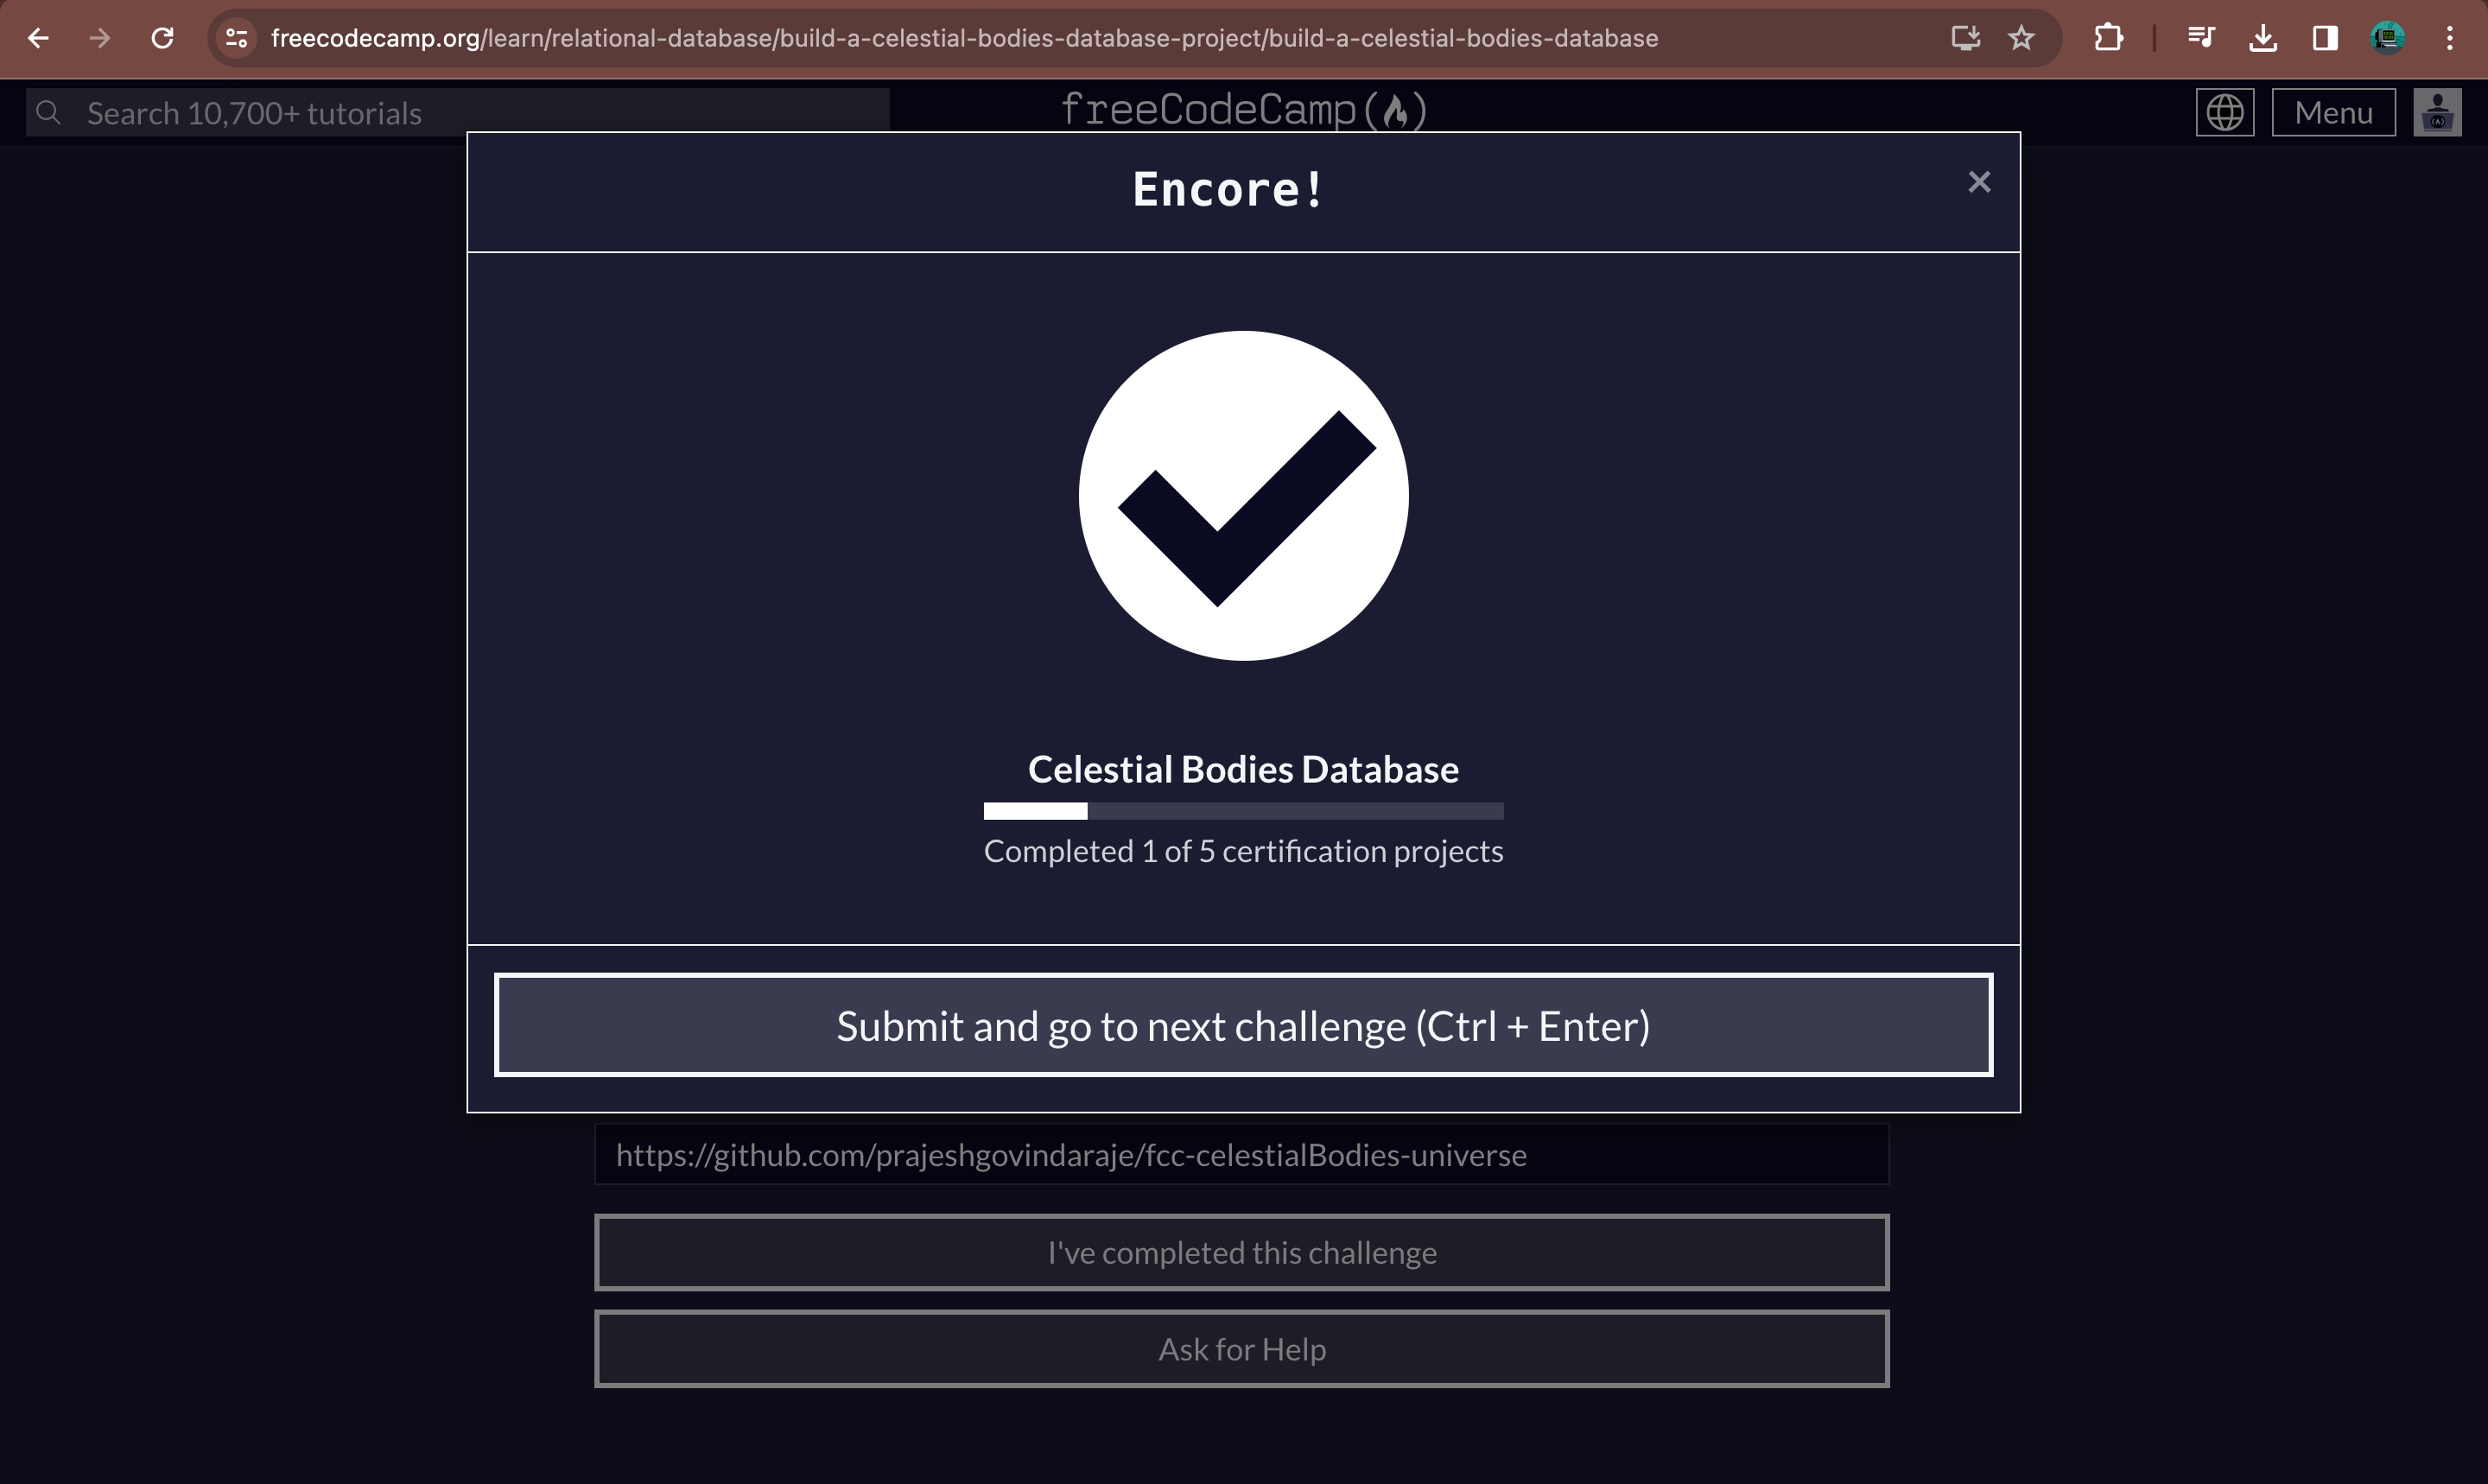 freecodecamp.org/learn/relational-database/build-a-celestial-bodies-database-project/build-a-celestial-bodies-database
Search 10,700+ tutorials
freeCodeCamp(🔥)
Menu
Encore!
×
Celestial Bodies Database
Completed 1 of 5 certification projects
Submit and go to next challenge (Ctrl + Enter)
https://github.com/prajeshgovindaraje/fcc-celestialBodies-universe
I've completed this challenge
Ask for Help